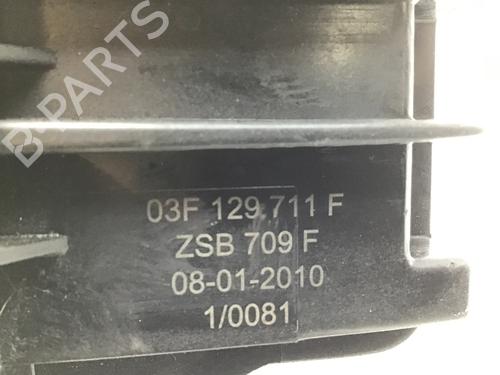 B-PARTS
03F 129.711 F
ZSB 709 F
08-01-2010
1/0081